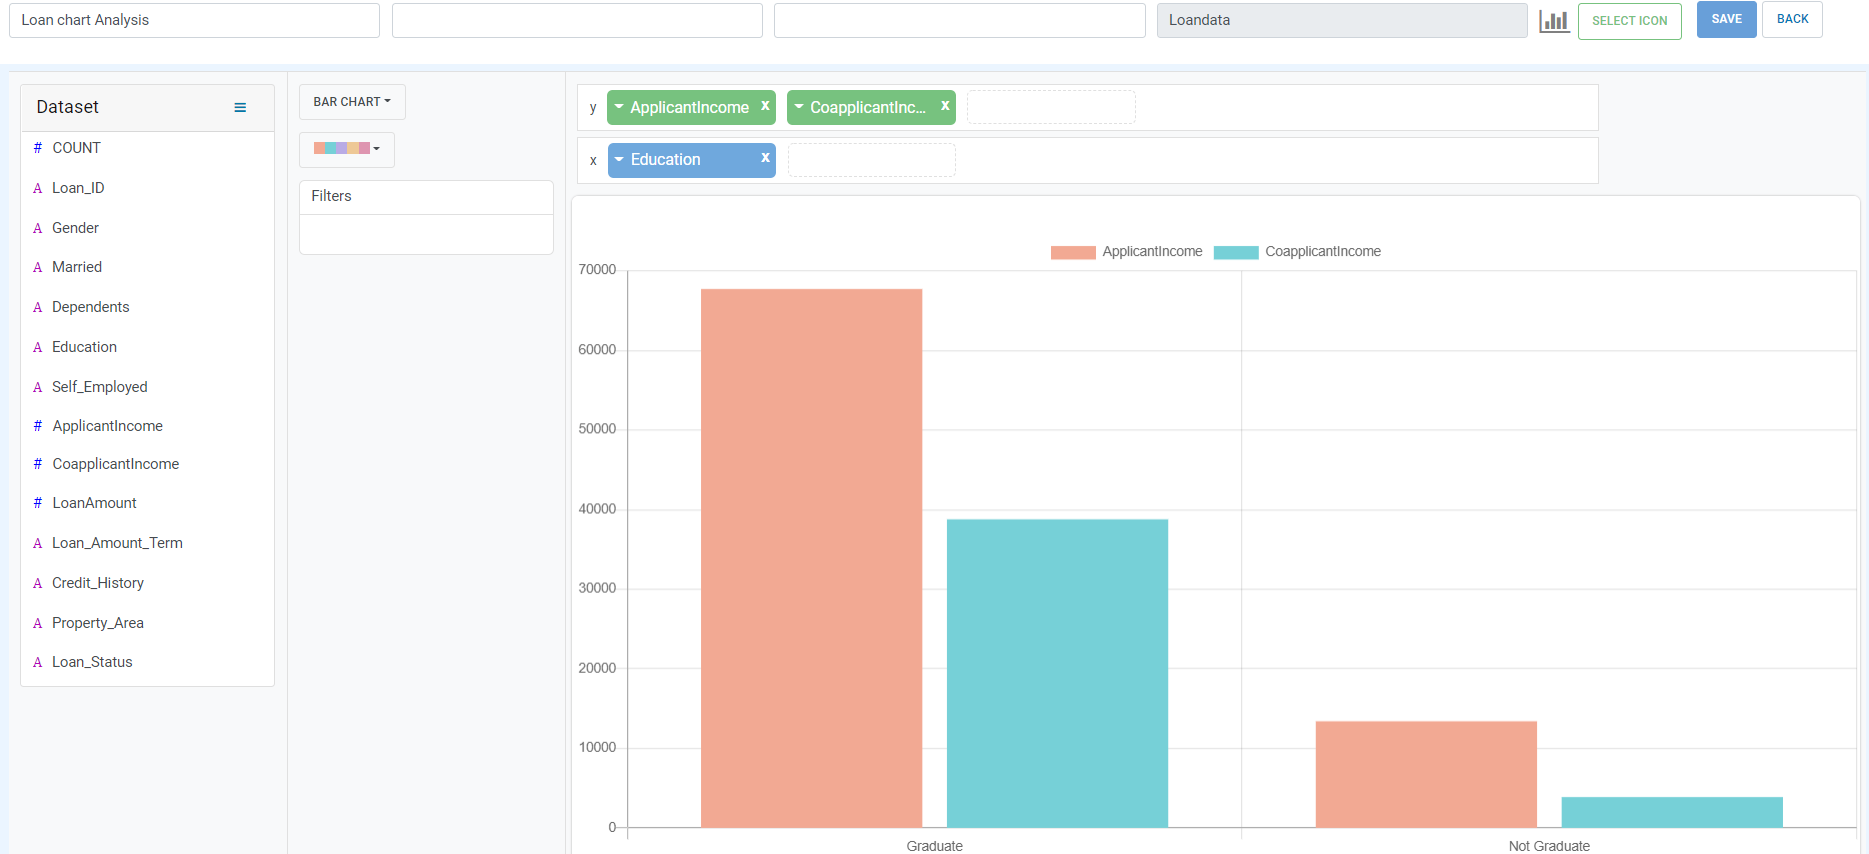 Loan chart Analysis
Loandata
SELECT ICON
SAVE
BACK
Dataset
# COUNT
A Loan_ID
A Gender
A Married
A Dependents
A Education
A Self_Employed
# ApplicantIncome
# CoapplicantIncome
# LoanAmount
A Loan_Amount_Term
A Credit_History
A Property_Area
A Loan_Status
BAR CHART
Filters
y ApplicantIncome x CoapplicantInc... x
x Education x
ApplicantIncome CoapplicantIncome
70000
60000
50000
40000
30000
20000
10000
0
Graduate Not Graduate